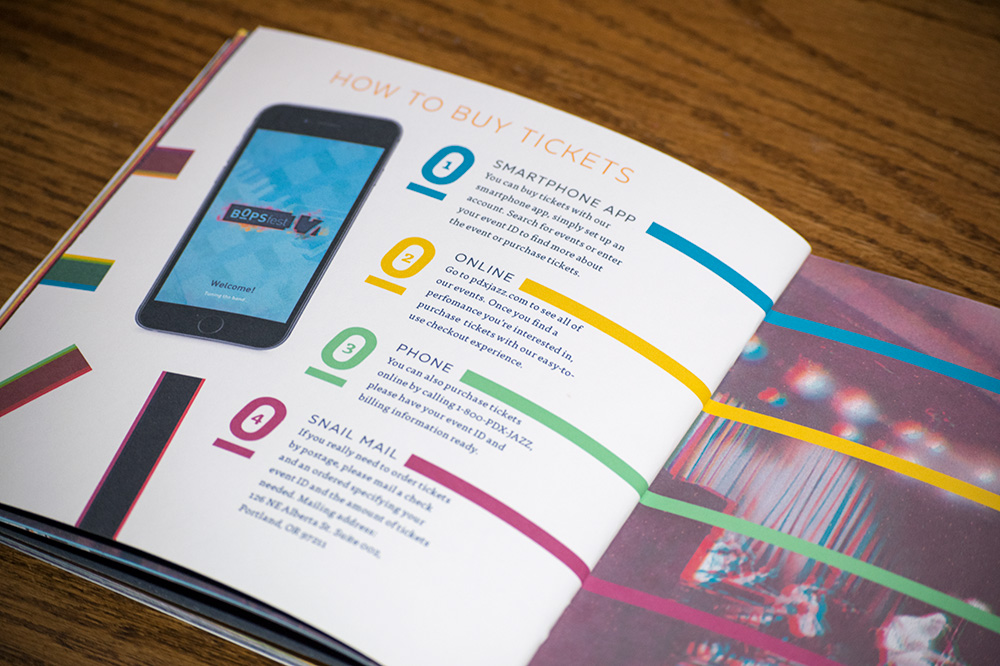 HOW TO BUY TICKETS
BOPSfest
Welcome!
Tuning the band
1
SMARTPHONE APP
You can buy tickets with our
smartphone app, simply set up an
account. Search for events or enter
your event ID to find more about
the event or purchase tickets.
2
ONLINE
Go to pdxjazz.com to see all of
our events. Once you find a
perfomance you're interested in,
purchase tickets with our easy-to-
use checkout experience.
3
PHONE
You can also purchase tickets
online by calling 1-800-PDX-JAZZ,
please have your event ID and
billing information ready.
4
SNAIL MAIL
If you really need to order tickets
by postage, please mail a check
and an ordered specifying your
event ID and the amount of tickets
needed. Mailing address:
126 NE Alberta St. Suite 002,
Portland, OR 97211